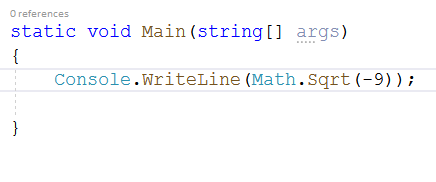 0 references
static void Main(string[] args)
{
    Console.WriteLine(Math.Sqrt(-9));
}